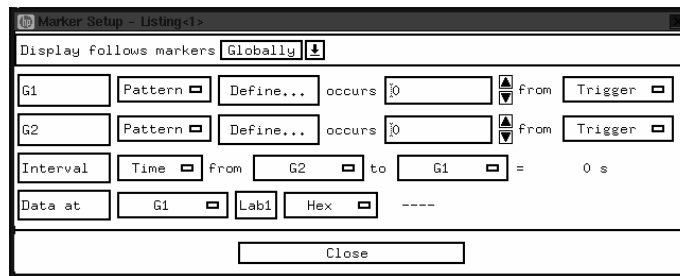 hp Marker Setup - Listing<1>
Display follows markers Globally
G1 Pattern Define... occurs 0 from Trigger
G2 Pattern Define... occurs 0 from Trigger
Interval Time from G2 to G1 = 0 s
Data at G1 Lab1 Hex ----
Close